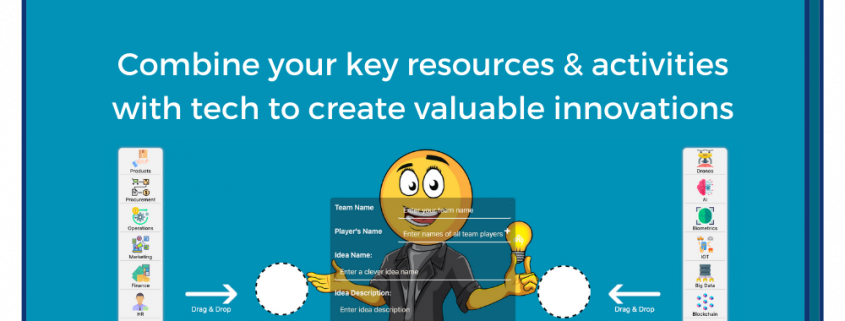 Combine your key resources & activities
with tech to create valuable innovations
Products
Procurement
Operations
Marketing
Finance
HR
Drag & Drop
Team Name
Enter your team name
Player's Name
Enter names of all team players
+
Idea Name:
Enter a clever idea name
Idea Description:
Enter idea description
Drag & Drop
Drones
AI
Biometrics
IOT
Big Data
Blockchain